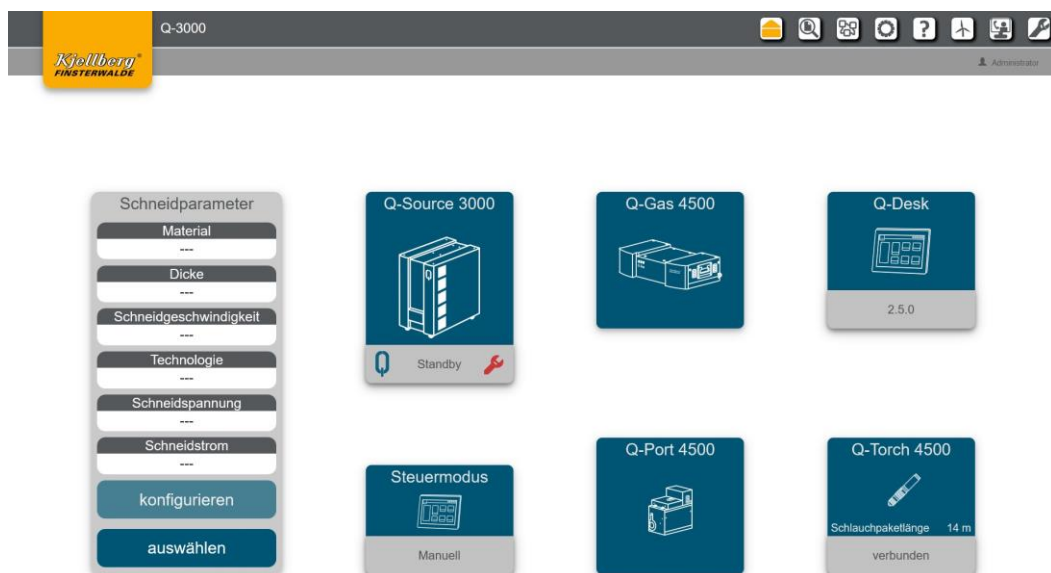 Q-3000
Kjellberg®
FINSTERWALDE
Administrator
Schneidparameter
Material
---
Dicke
---
Schneidgeschwindigkeit
---
Technologie
---
Schneidspannung
---
Schneidstrom
---
konfigurieren
auswählen
Q-Source 3000
Standby
Q-Gas 4500
Q-Desk
2.5.0
Steuermodus
Manuell
Q-Port 4500
Q-Torch 4500
Schlauchpaketlänge 14 m
verbunden